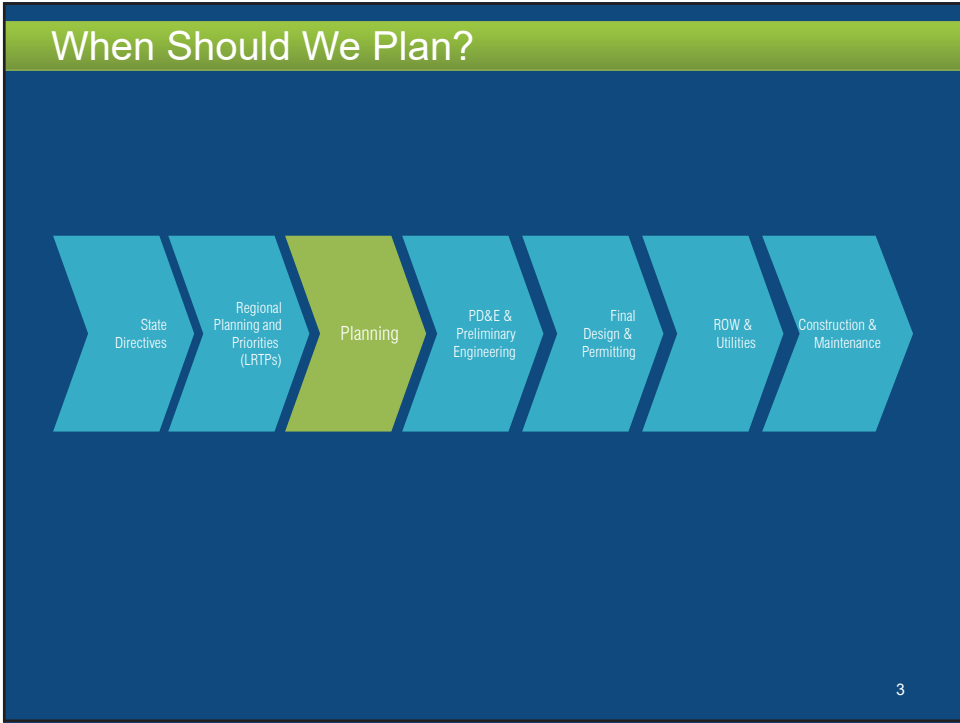 When Should We Plan?
State
Directives
Regional
Planning and
Priorities
(LRTPs)
Planning
PD&E &
Preliminary
Engineering
Final
Design &
Permitting
ROW &
Utilities
Construction &
Maintenance
3